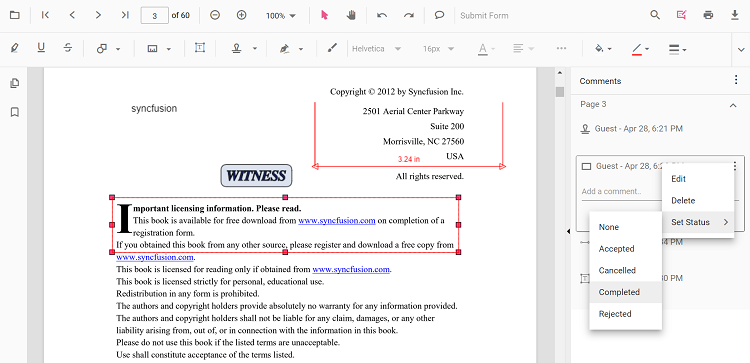 3 of 60 100% Submit Form
Helvetica 16px A
Comments
Page 3
Guest - Apr 28, 6:21 PM
Guest - Apr 28, 6:2
Add a comment..
Edit
Delete
Set Status
None
Accepted
Cancelled
Completed
Rejected
4 PM
0 PM
Copyright © 2012 by Syncfusion Inc.
syncfusion
2501 Aerial Center Parkway
Suite 200
Morrisville, NC 27560
3.24 in
USA
WITNESS
All rights reserved.
Important licensing information. Please read.
This book is available for free download from www.syncfusion.com on completion of a
registration form.
If you obtained this book from any other source, please register and download a free copy from
www.syncfusion.com.
This book is licensed for reading only if obtained from www.syncfusion.com.
This book is licensed strictly for personal, educational use.
Redistribution in any form is prohibited.
The authors and copyright holders provide absolutely no warranty for any information provided.
The authors and copyright holders shall not be liable for any claim, damages, or any other
liability arising from, out of, or in connection with the information in this book.
Please do not use this book if the listed terms are unacceptable.
Use shall constitute acceptance of the terms listed.